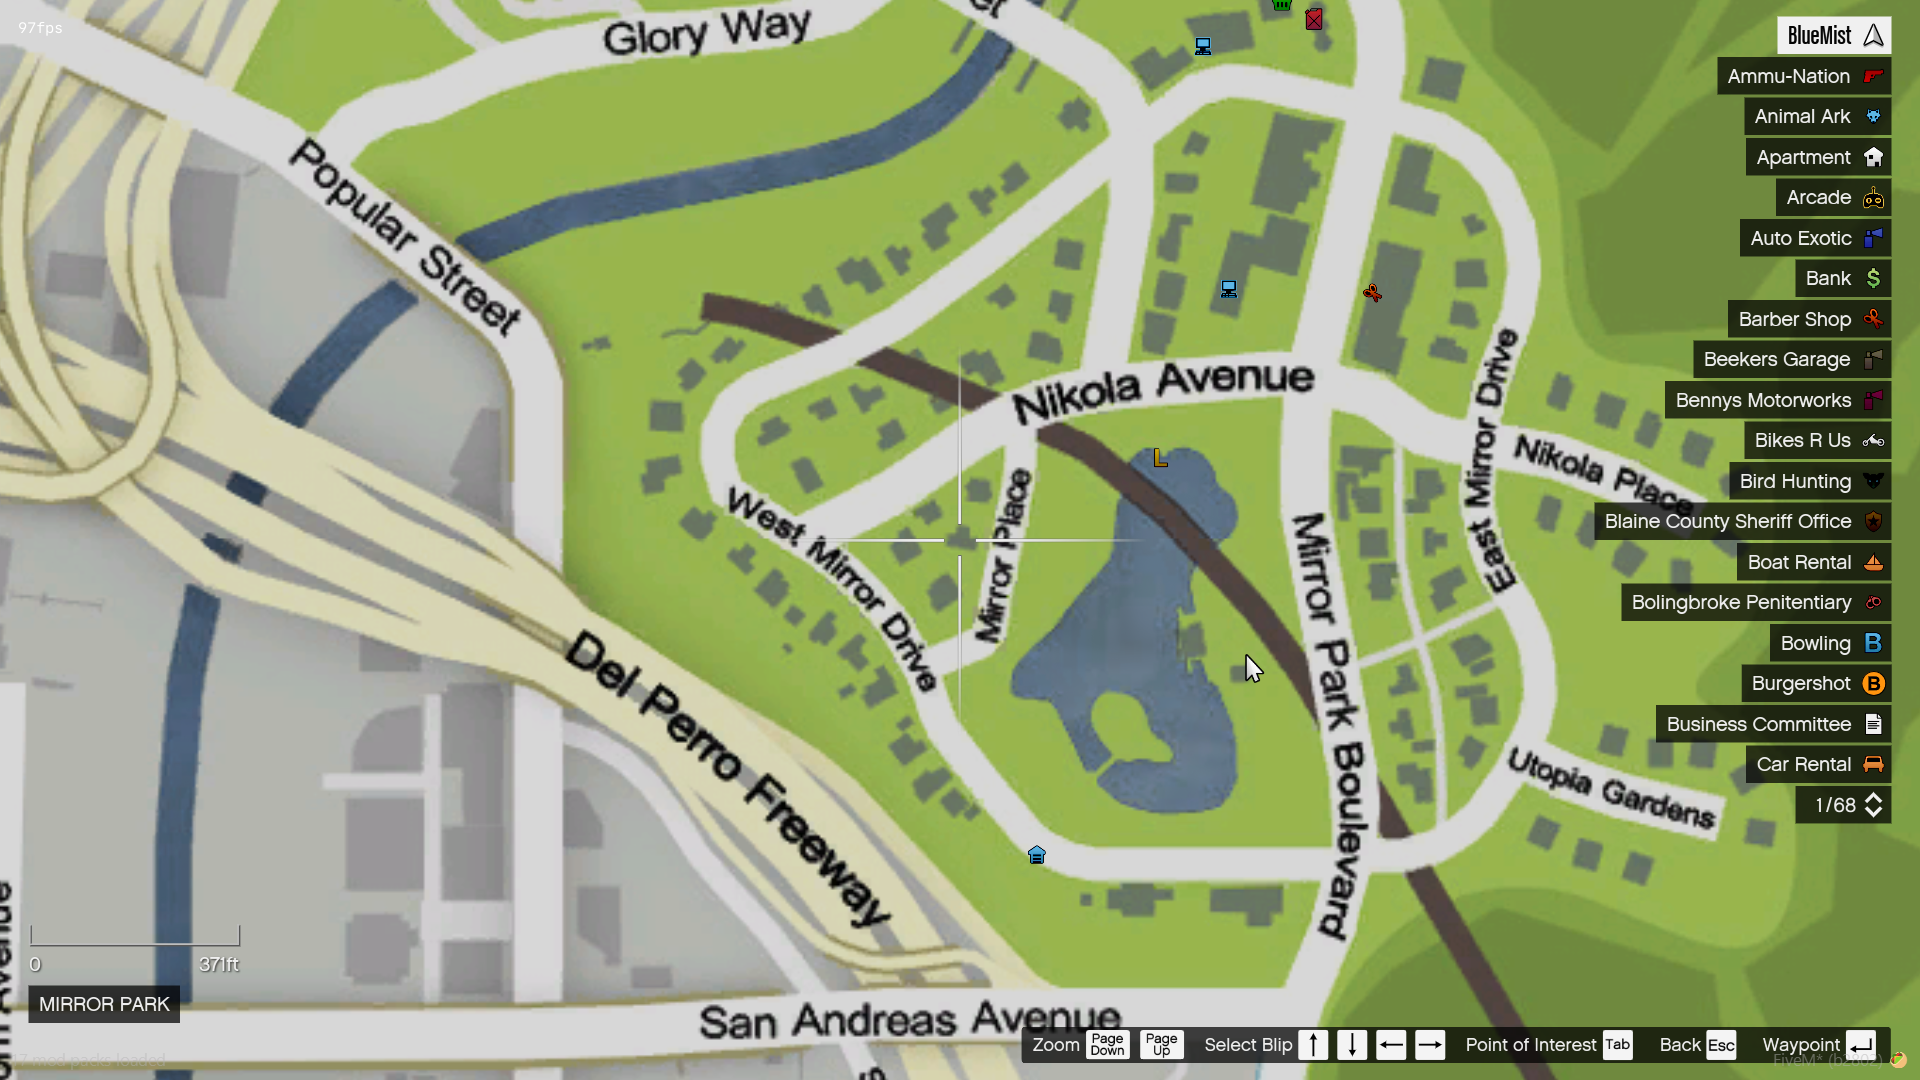 97fps
Glory Way
Popular Street
Nikola Avenue
West Mirror Drive
Mirror Place
East Mirror Drive
Nikola Place
Mirror Park Boulevard
Utopia Gardens
Del Perro Freeway
San Andreas Avenue
L
BlueMist
Ammu-Nation
Animal Ark
Apartment
Arcade
Auto Exotic
Bank
$
Barber Shop
Beekers Garage
Bennys Motorworks
Bikes R Us
Bird Hunting
Blaine County Sheriff Office
Boat Rental
Bolingbroke Penitentiary
Bowling B
Burgershot B
Business Committee
Car Rental
1/68
0 371ft
MIRROR PARK
Zoom Page Down Page Up Select Blip ↑ ↓ ← → Point of Interest Tab Back Esc Waypoint